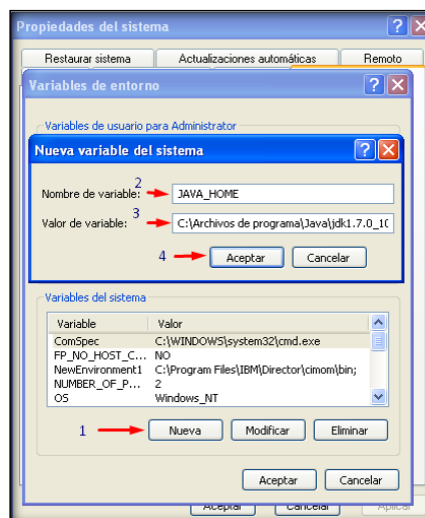 Propiedades del sistema
Restaurar sistema Actualizaciones automáticas Remoto
Variables de entorno
Variables de usuario para Administrator
Nueva variable del sistema
2
Nombre de variable: JAVA_HOME
3
Valor de variable: C:\Archivos de programa\Java\jdk1.7.0_10
4 Aceptar Cancelar
Variables del sistema
Variable Valor
ComSpec C:\WINDOWS\system32\cmd.exe
FP_NO_HOST_C... NO
NewEnvironment1 C:\Program Files\IBM\Director\cimom\bin;
NUMBER_OF_P... 2
OS Windows_NT
1 Nueva Modificar Eliminar
Aceptar Cancelar
Aceptar Cancelar Aplicar